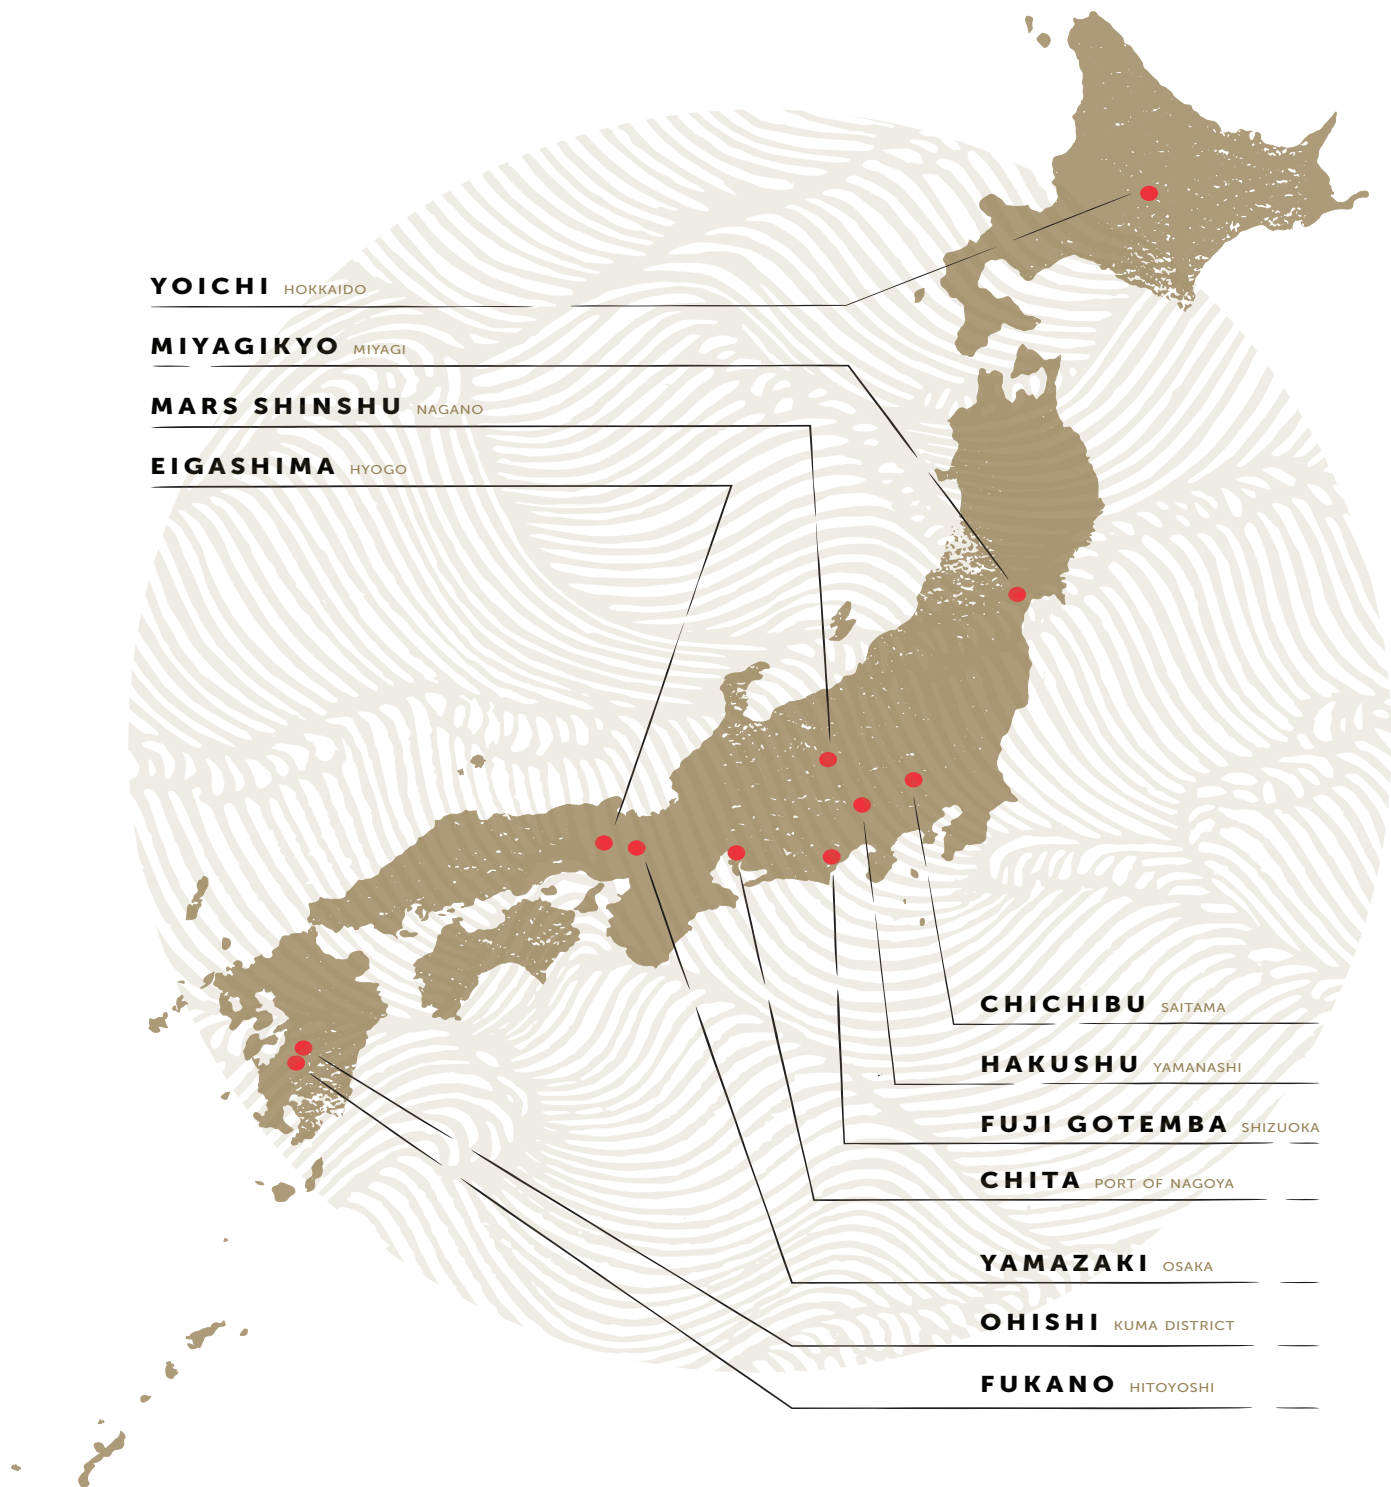 YOICHI HOKKAIDO
MIYAGIKYO MIYAGI
MARS SHINSHU NAGANO
EIGASHIMA HYOGO
CHICHIBU SAITAMA
HAKUSHU YAMANASHI
FUJI GOTEMBA SHIZUOKA
CHITA PORT OF NAGOYA
YAMAZAKI OSAKA
OHISHI KUMA DISTRICT
FUKANO HITOYOSHI